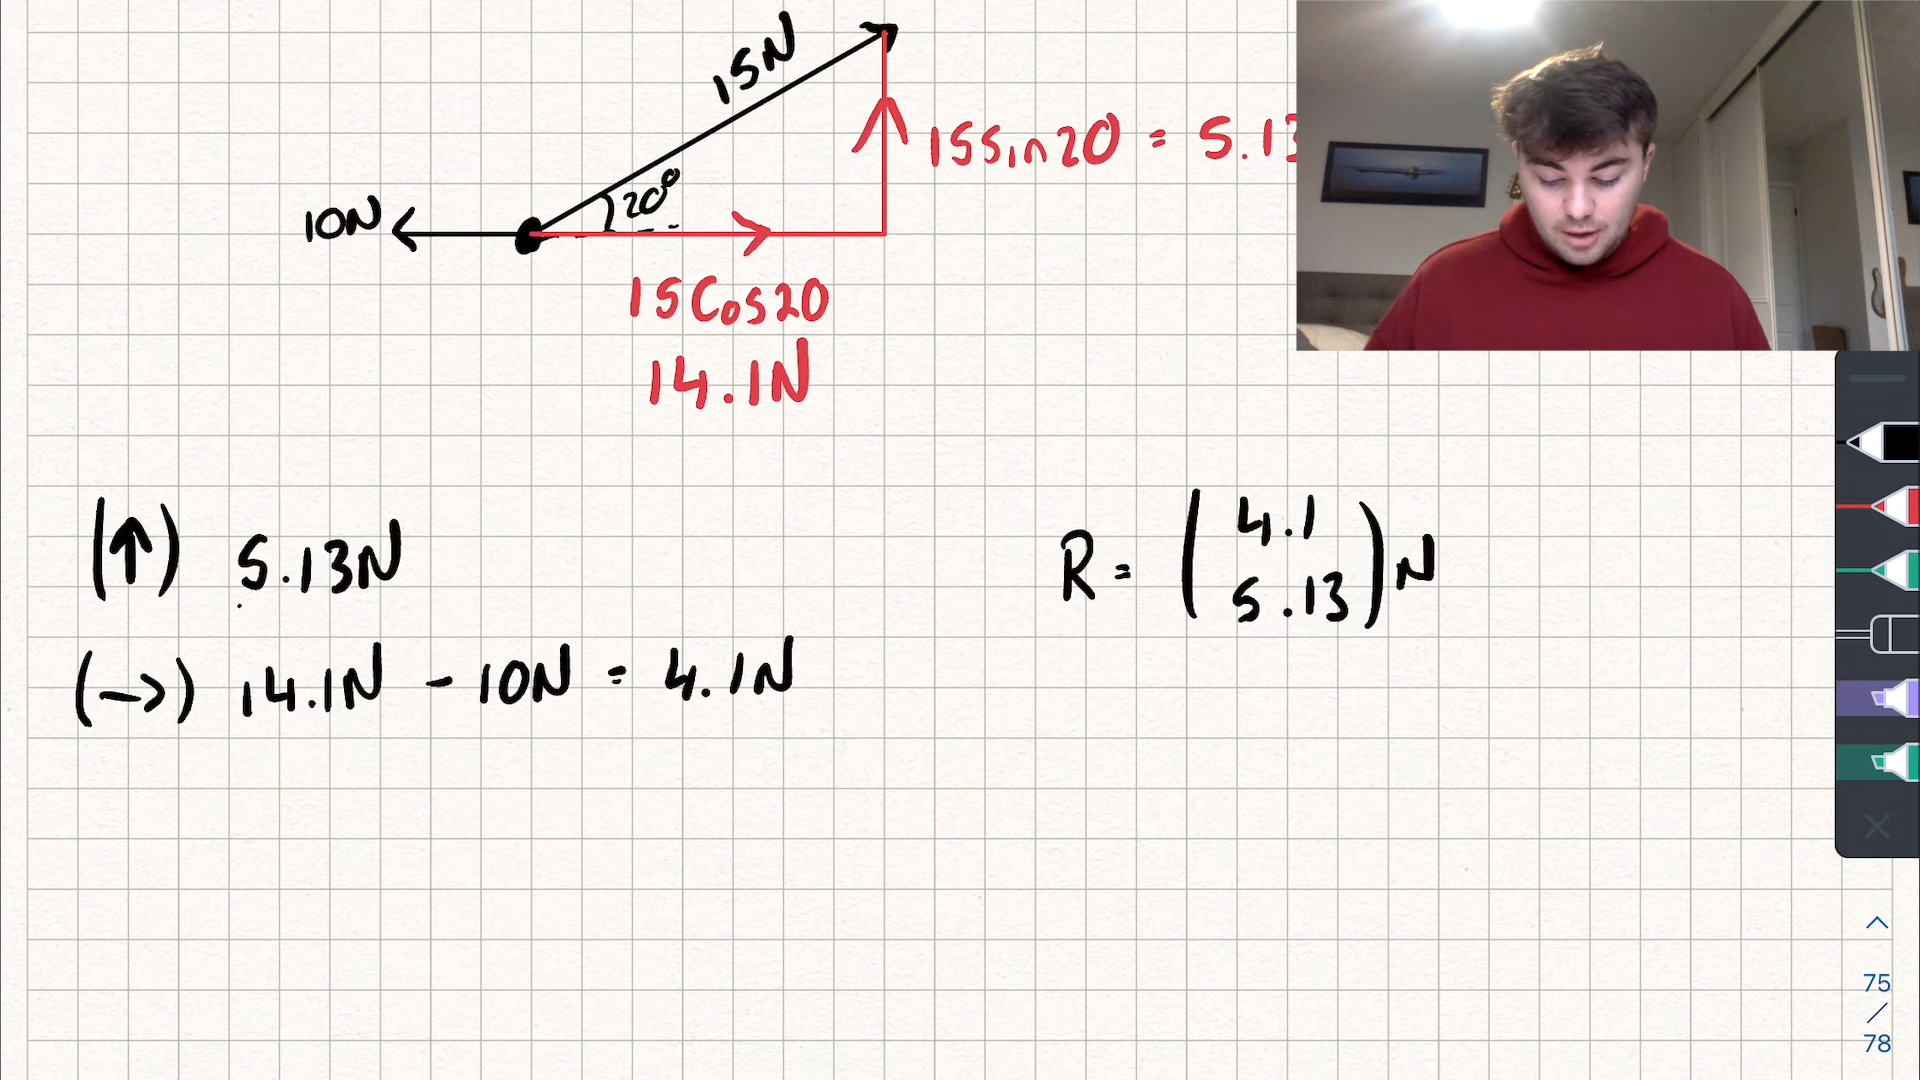 15N
15sin20 = 5.13
20°
10N
15Cos20
14.1N
(↑) 5.13N
R = (4.1
5.13) N
(->) 14.1N - 10N = 4.1N
75
/
78